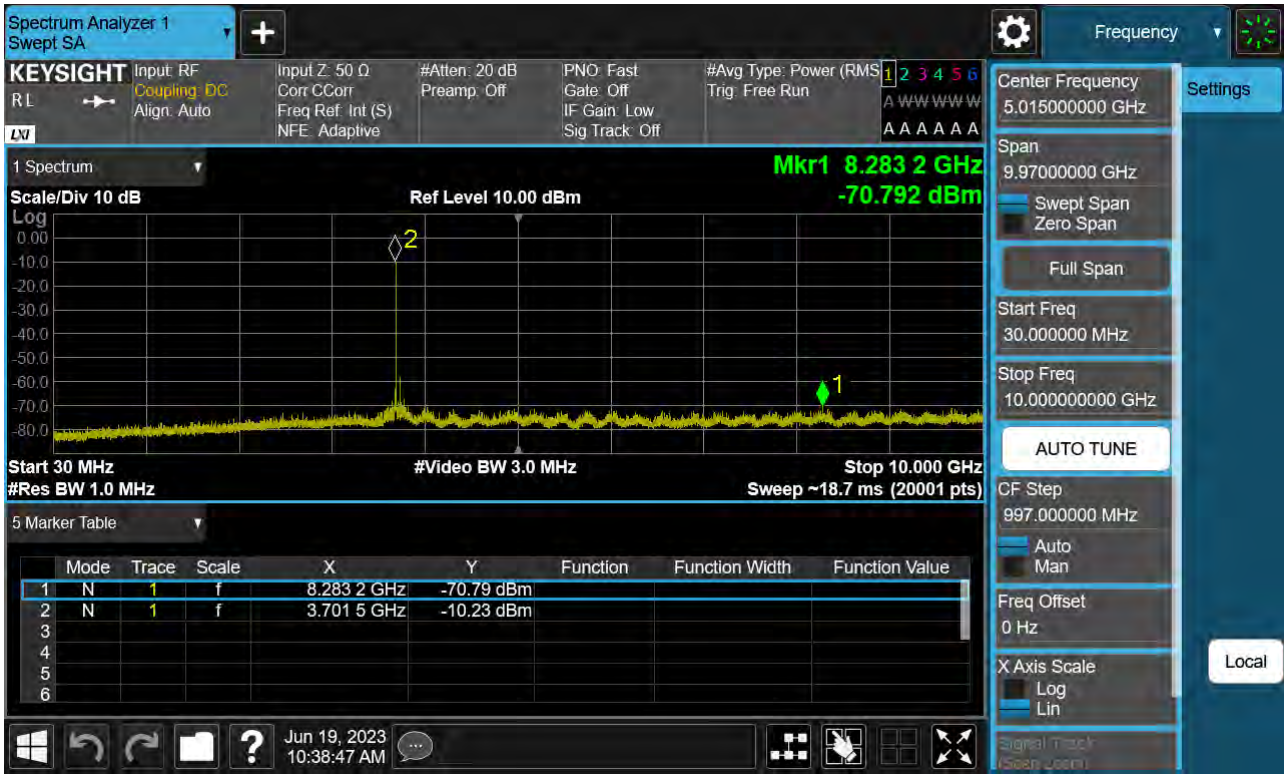 Spectrum Analyzer 1
Swept SA
+
Frequency
KEYSIGHT
RL
LXI
Input: RF
Coupling: DC
Align: Auto
Input Z: 50 Ω
Corr CCorr
Freq Ref: Int (S)
NFE: Adaptive
#Atten: 20 dB
Preamp: Off
PNO: Fast
Gate: Off
IF Gain: Low
Sig Track: Off
#Avg Type: Power (RMS
Trig: Free Run
1 2 3 4 5 6
A W W W W W
A A A A A A
1 Spectrum
Mkr1 8.283 2 GHz
-70.792 dBm
Scale/Div 10 dB
Ref Level 10.00 dBm
Log
0.00
-10.0
-20.0
-30.0
-40.0
-50.0
-60.0
-70.0
-80.0
2
1
Start 30 MHz
#Video BW 3.0 MHz
Stop 10.000 GHz
#Res BW 1.0 MHz
Sweep ~18.7 ms (20001 pts)
5 Marker Table
Mode Trace Scale X Y Function Function Width Function Value
1 N 1 f 8.283 2 GHz -70.79 dBm
2 N 1 f 3.701 5 GHz -10.23 dBm
3
4
5
6
Jun 19, 2023
10:38:47 AM
Center Frequency
5.015000000 GHz
Span
9.97000000 GHz
Swept Span
Zero Span
Full Span
Start Freq
30.000000 MHz
Stop Freq
10.000000000 GHz
AUTO TUNE
CF Step
997.000000 MHz
Auto
Man
Freq Offset
0 Hz
X Axis Scale
Log
Lin
Signal Track
(Span Zoom)
Settings
Local